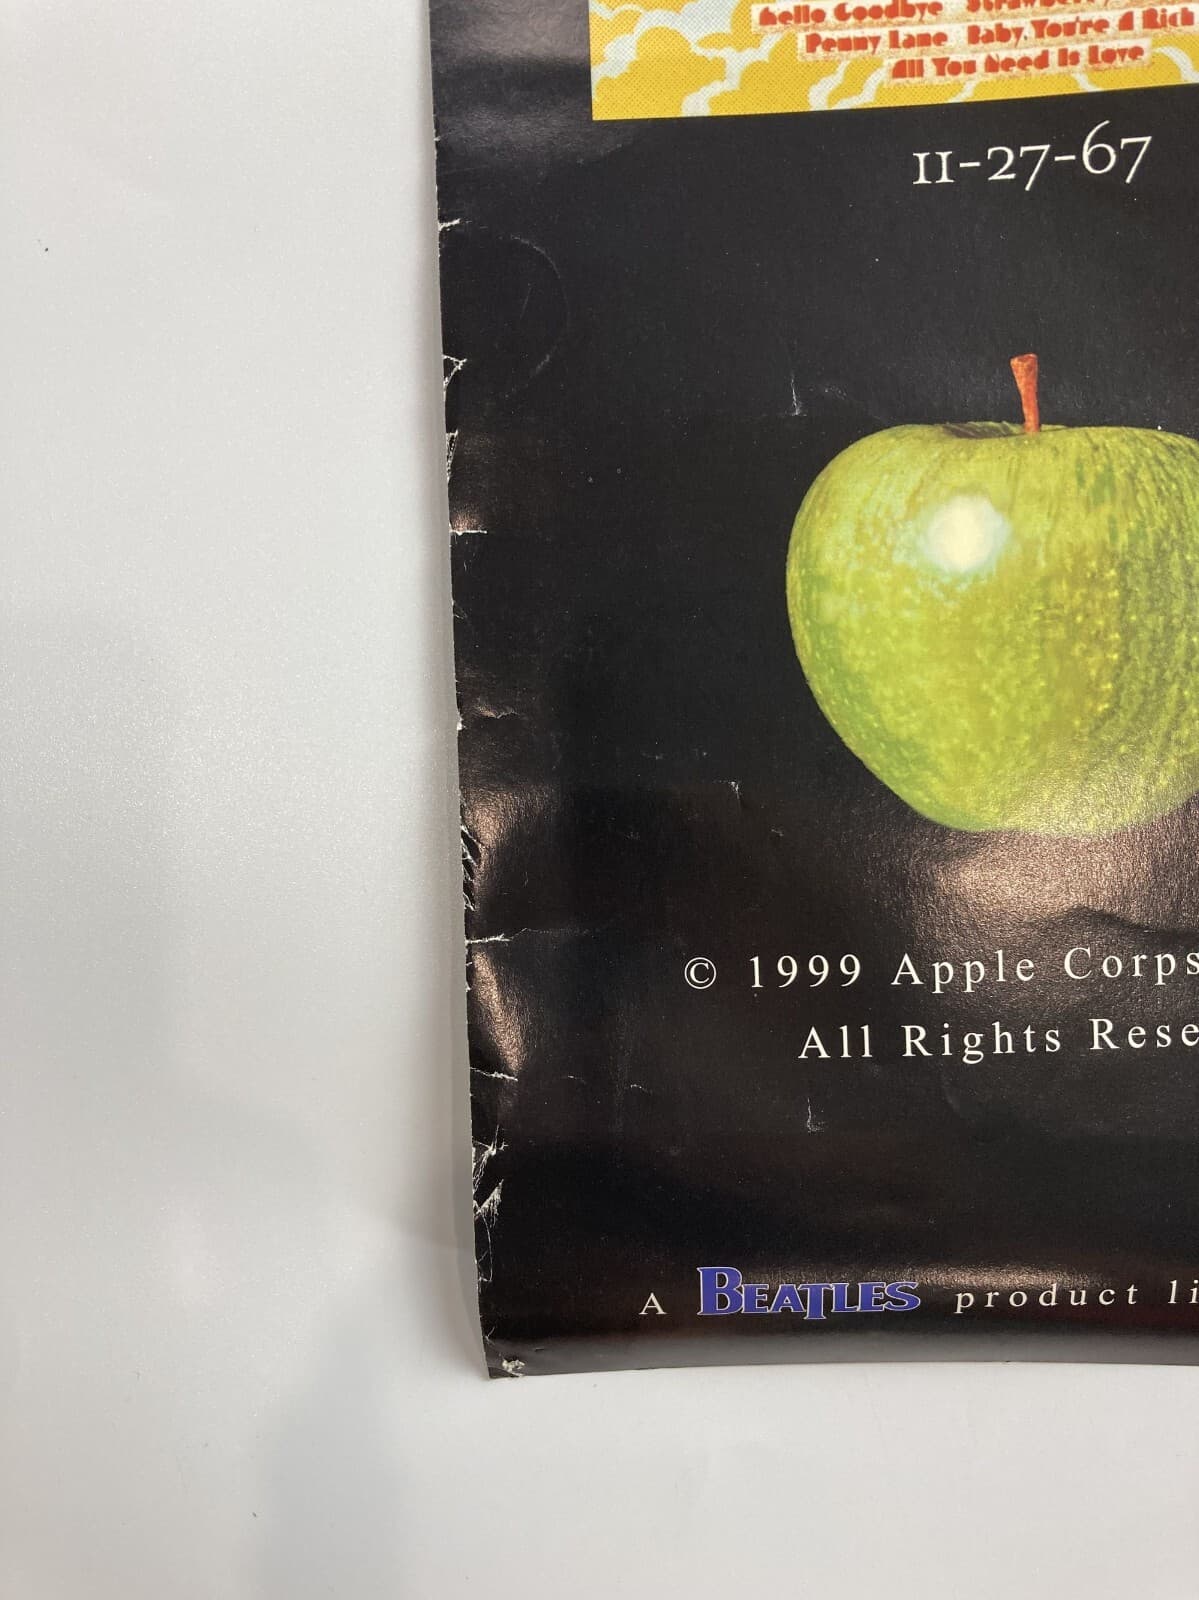 Hello Goodbye
Penny Lane Baby, You're A Rich
All You Need Is Love
11-27-67
© 1999 Apple Corps
All Rights Rese
A BEATLES product li